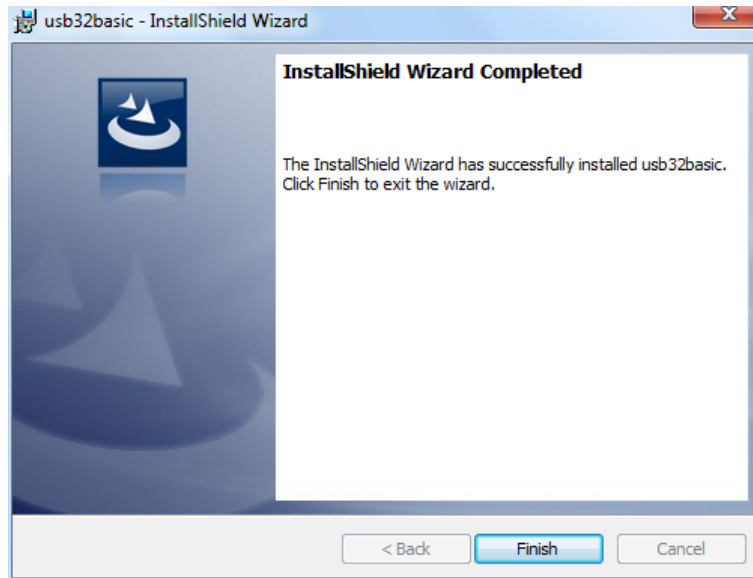 usb32basic - InstallShield Wizard
InstallShield Wizard Completed
The InstallShield Wizard has successfully installed usb32basic.
Click Finish to exit the wizard.
< Back
Finish
Cancel